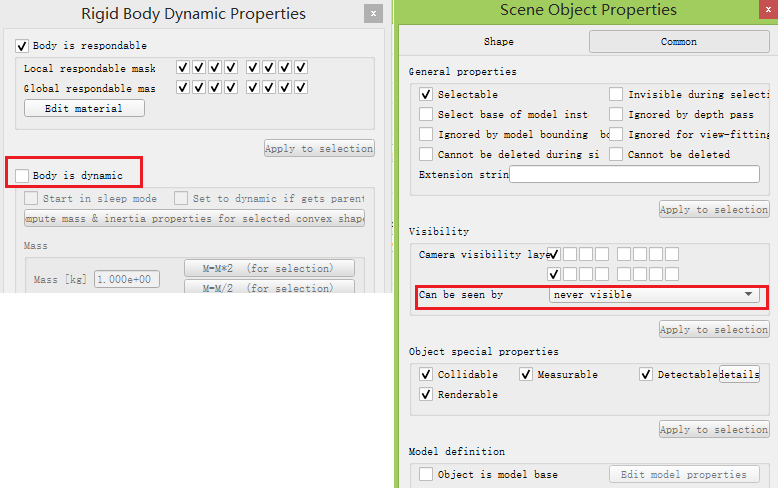 Rigid Body Dynamic Properties
x
Body is respondable
Local respondable mask
Global respondable mas
Edit material
Apply to selection
Body is dynamic
Start in sleep mode
Set to dynamic if gets parent
mpute mass & inertia properties for selected convex shape
Mass
Mass [kg] 1.000e+00
M=M*2 (for selection)
M=M/2 (for selection)
Scene Object Properties
x
Shape Common
General properties
Selectable Invisible during selecti
Select base of model inst Ignored by depth pass
Ignored by model bounding bo Ignored for view-fitting
Cannot be deleted during si Cannot be deleted
Extension strin
Apply to selection
Visibility
Camera visibility laye
Can be seen by never visible
Apply to selection
Object special properties
Collidable Measurable Detectable details
Renderable
Apply to selection
Model definition
Object is model base Edit model properties